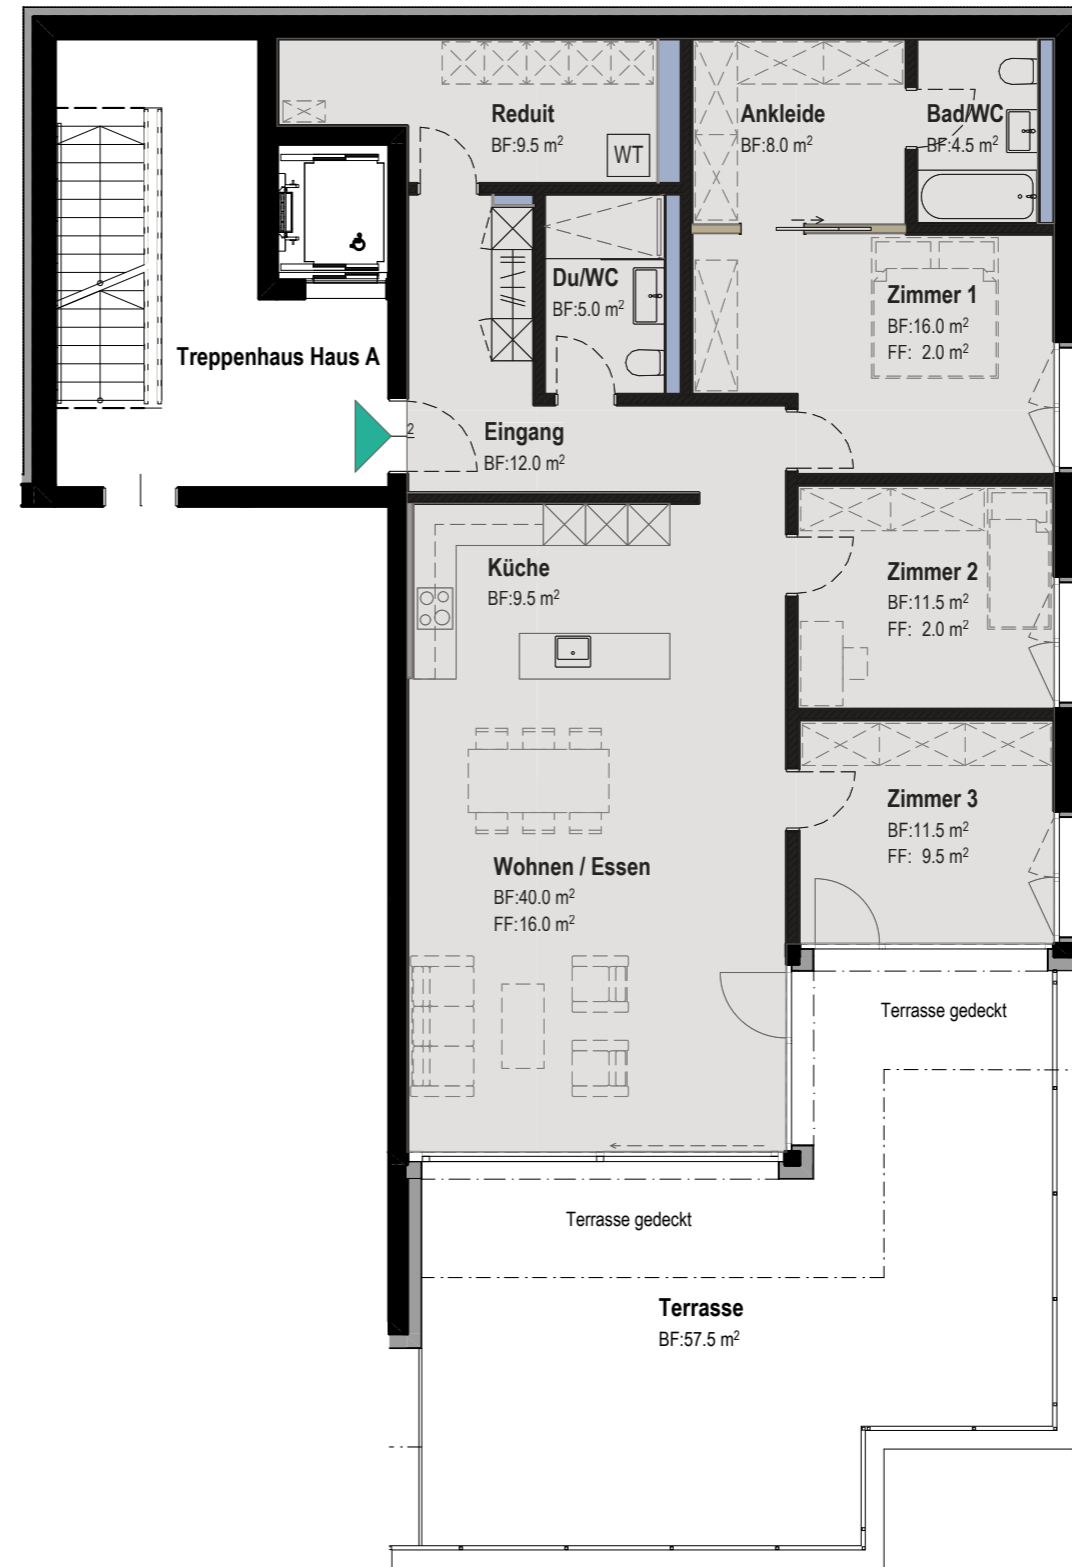 Reduit
BF:9.5 m²
WT
Ankleide
BF:8.0 m²
Bad/WC
BF:4.5 m²
Du/WC
BF:5.0 m²
Zimmer 1
BF:16.0 m²
FF: 2.0 m²
Treppenhaus Haus A
2
Eingang
BF:12.0 m²
Küche
BF:9.5 m²
Zimmer 2
BF:11.5 m²
FF: 2.0 m²
Zimmer 3
BF:11.5 m²
FF: 9.5 m²
Wohnen / Essen
BF:40.0 m²
FF:16.0 m²
Terrasse gedeckt
Terrasse gedeckt
Terrasse
BF:57.5 m²